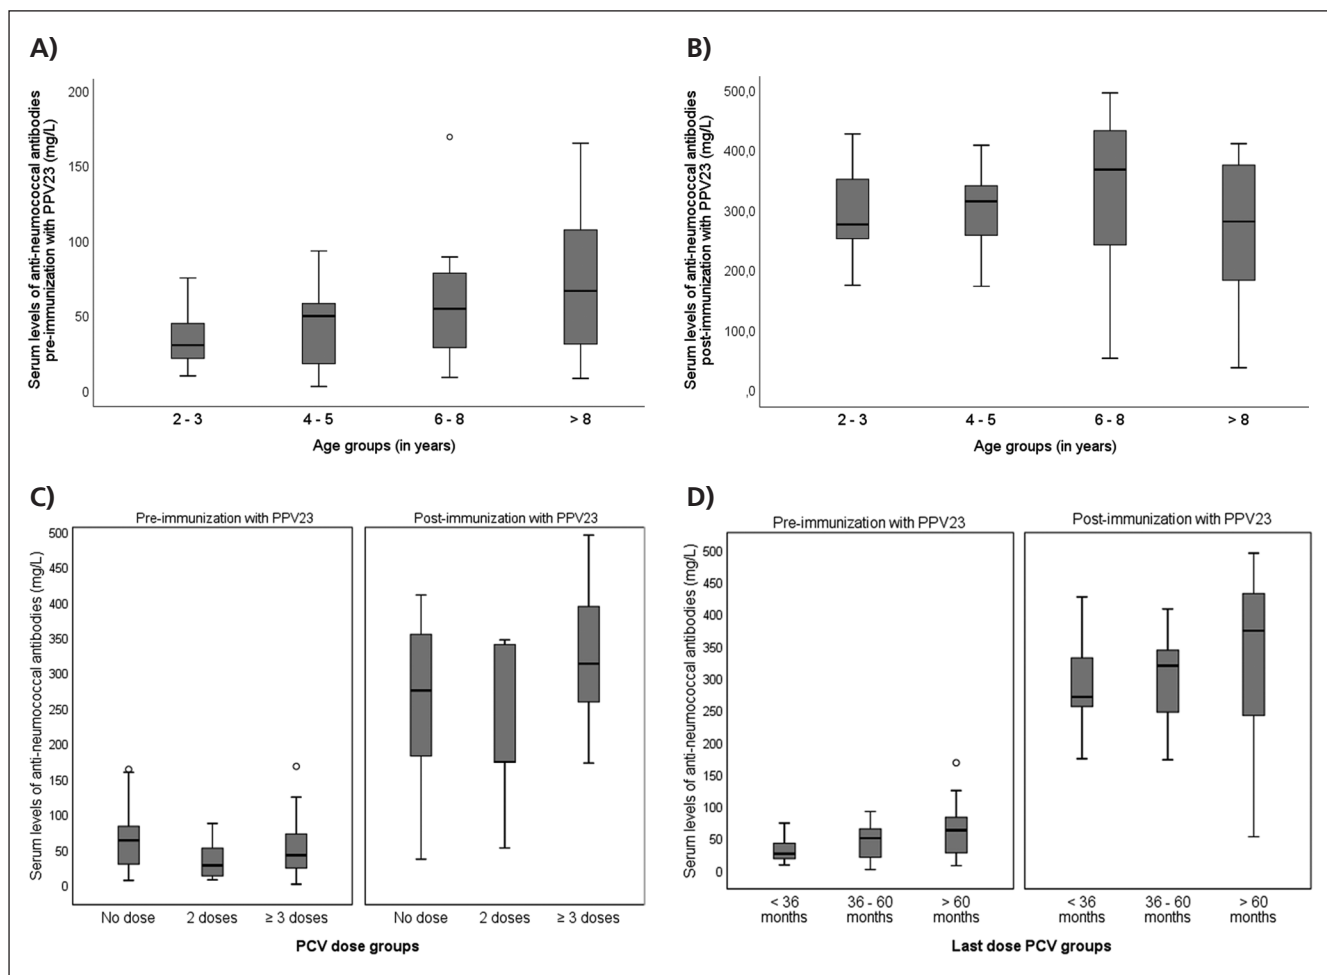 A)
Serum levels of anti-neumococcal antibodies
pre-immunization with PPV23 (mg/L)
200
150
100
50
0
2 - 3
4 - 5
6 - 8
> 8
Age groups (in years)
B)
Serum levels of anti-neumococcal antibodies
post-immunization with PPV23 (mg/L)
500,0
400,0
300,0
200,0
100,0
,0
2 - 3
4 - 5
6 - 8
> 8
Age groups (in years)
C)
Pre-immunization with PPV23
Post-immunization with PPV23
Serum levels of anti-neumococcal antibodies (mg/L)
500
450
400
350
300
250
200
150
100
50
0
No dose
2 doses
≥ 3 doses
No dose
2 doses
≥ 3 doses
PCV dose groups
D)
Pre-immunization with PPV23
Post-immunization with PPV23
Serum levels of anti-neumococcal antibodies (mg/L)
500
450
400
350
300
250
200
150
100
50
0
< 36
months
36 - 60
months
> 60
months
< 36
months
36 - 60
months
> 60
months
Last dose PCV groups